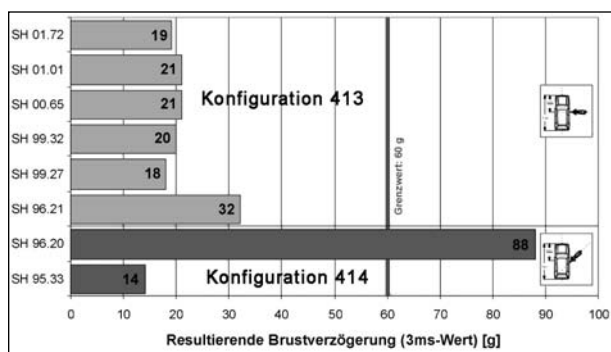 SH 01.72
19
SH 01.01
21
SH 00.65
21
Konfiguration 413
SH 99.32
20
SH 99.27
18
SH 96.21
32
Grenzwert: 60 g
SH 96.20
88
SH 95.33
14
Konfiguration 414
0 10 20 30 40 50 60 70 80 90 100
Resultierende Brustverzögerung (3ms-Wert) [g]